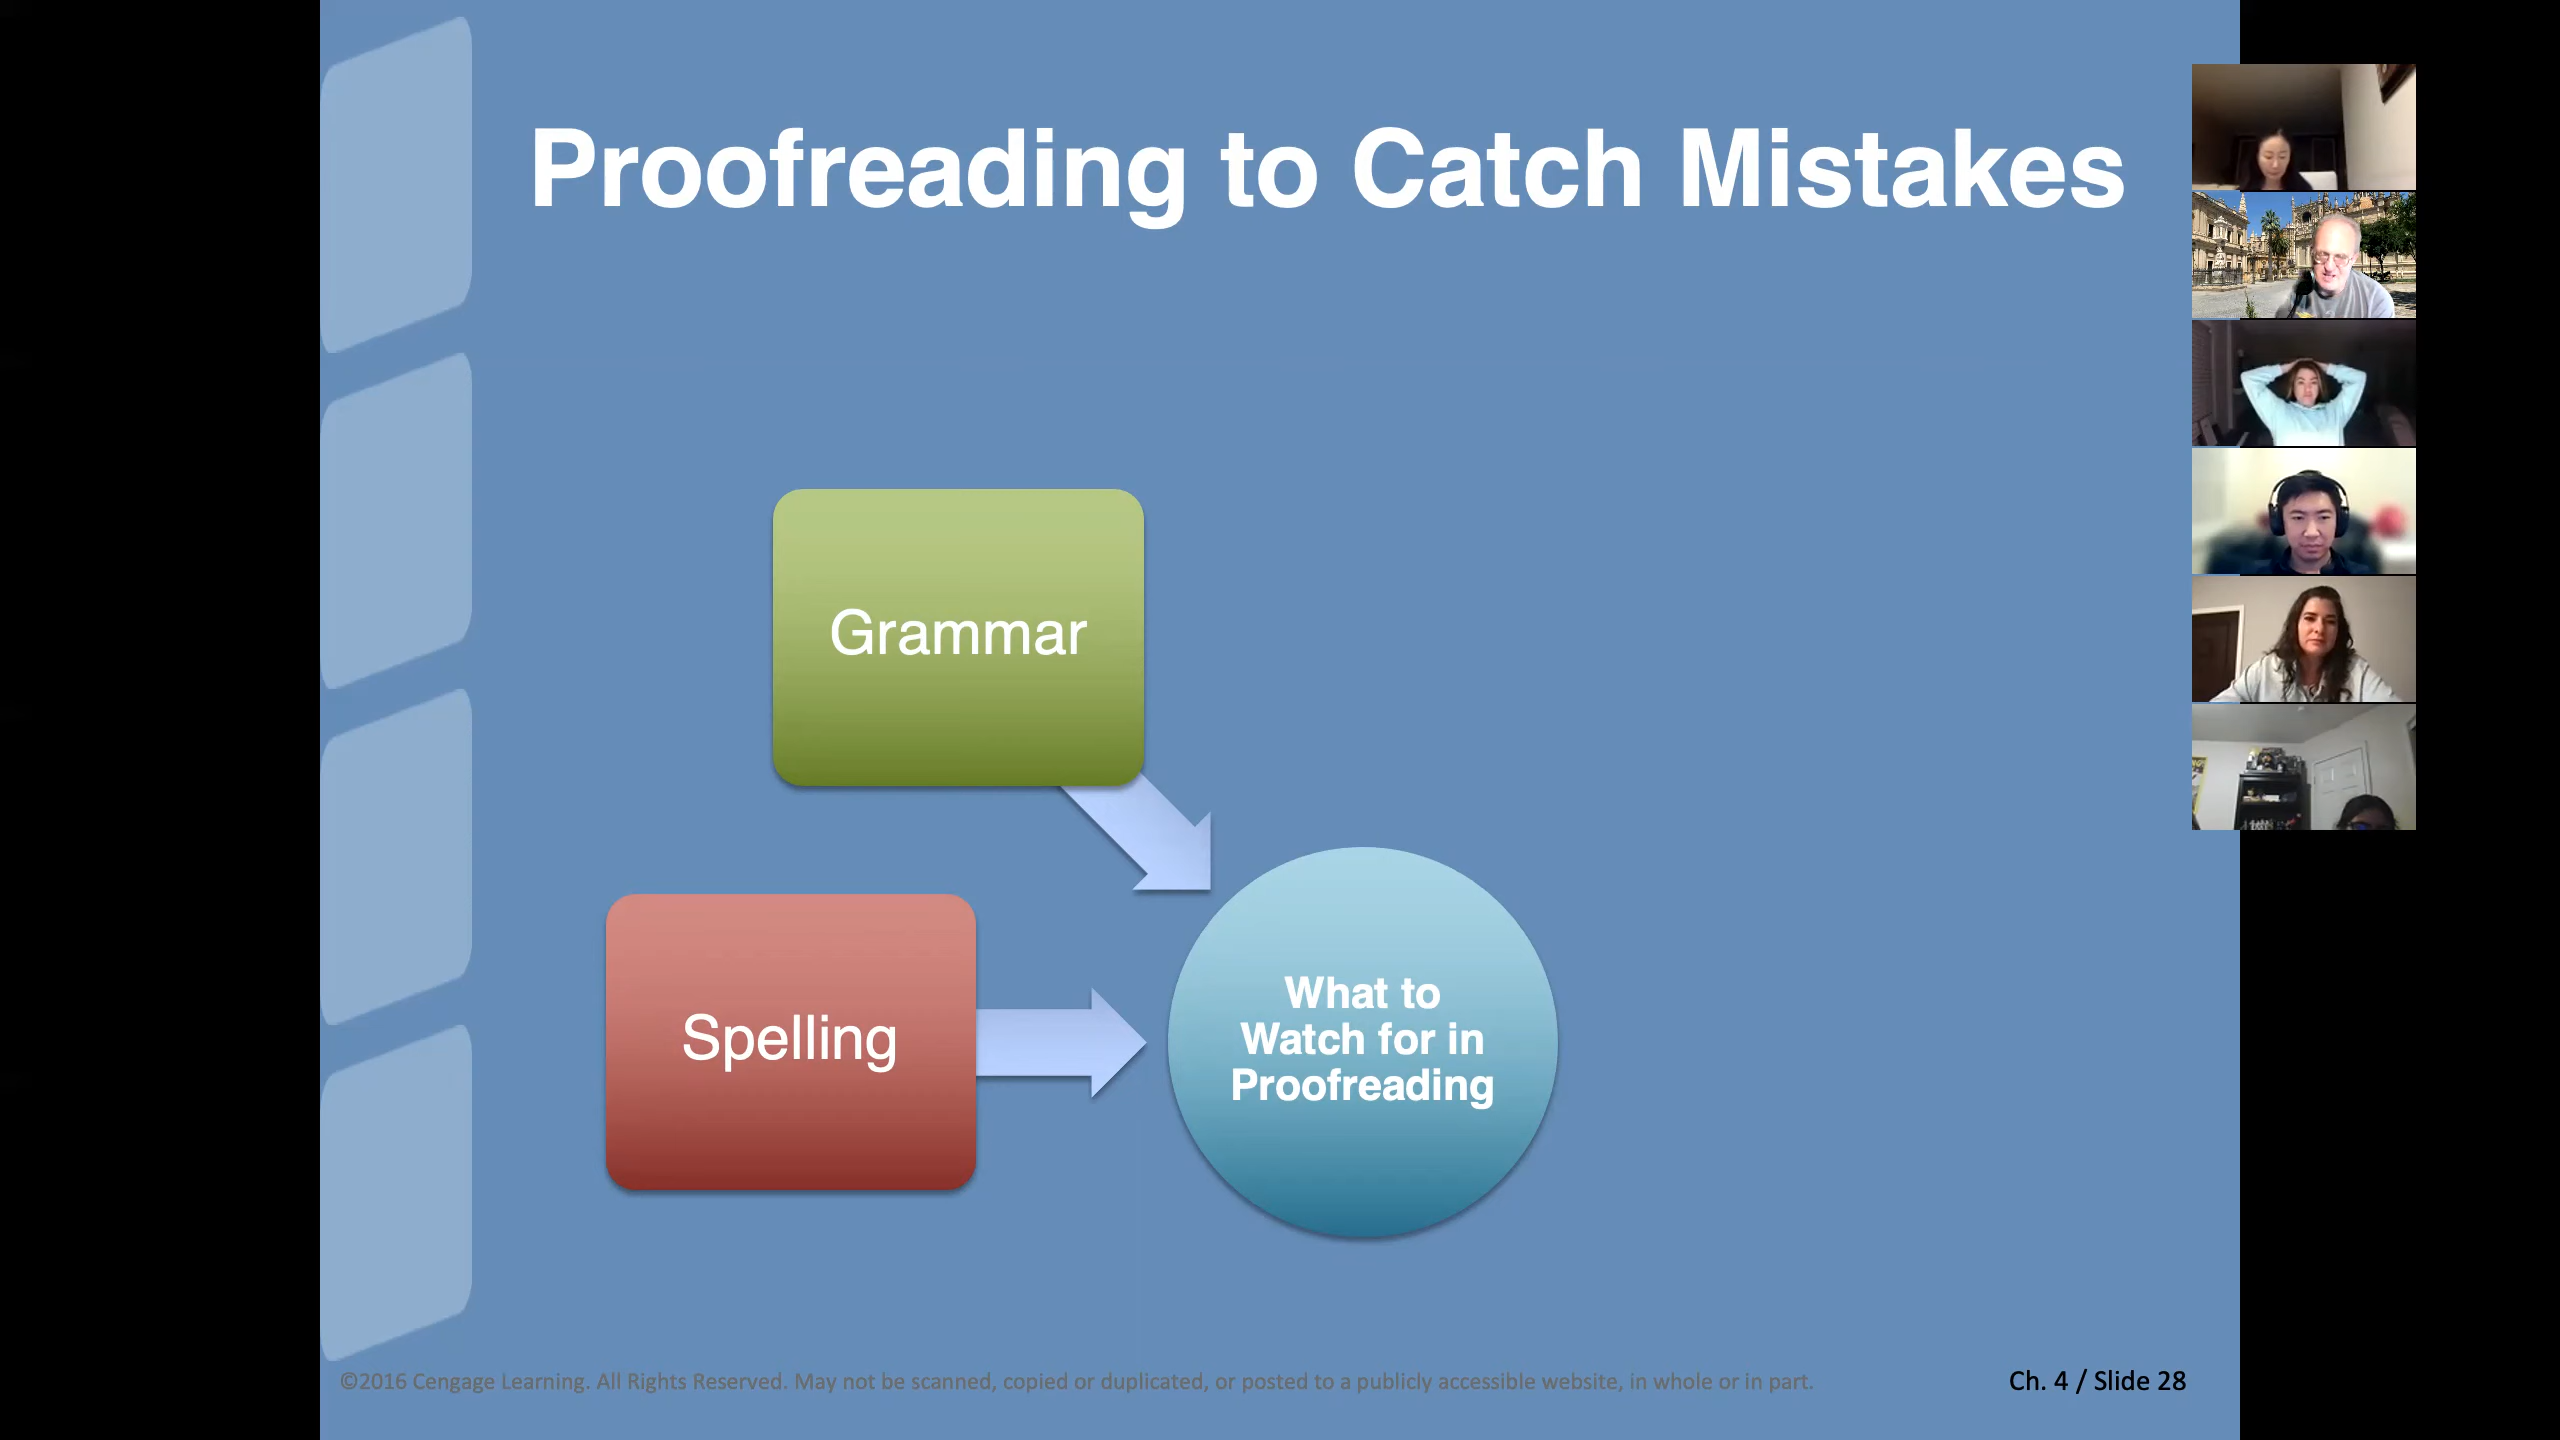 Proofreading to Catch Mistakes
Grammar
Spelling
What to
Watch for in
Proofreading
©2016 Cengage Learning. All Rights Reserved. May not be scanned, copied or duplicated, or posted to a publicly accessible website, in whole or in part.
Ch. 4 / Slide 28